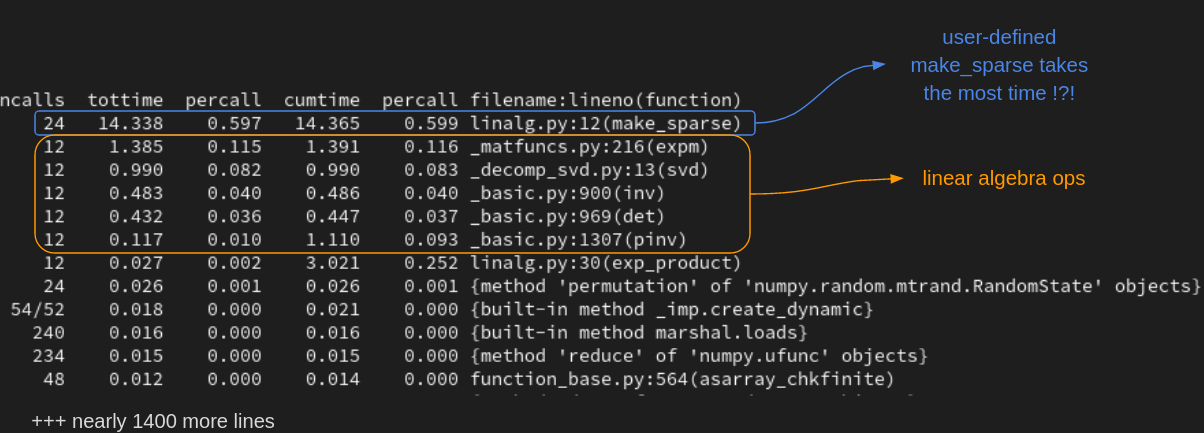 user-defined
make_sparse takes
the most time !?!
ncalls tottime percall cumtime percall filename:lineno(function)
24 14.338 0.597 14.365 0.599 linalg.py:12(make_sparse)
12 1.385 0.115 1.391 0.116 _matfuncs.py:216(expm)
12 0.990 0.082 0.990 0.083 _decomp_svd.py:13(svd)
linear algebra ops
12 0.483 0.040 0.486 0.040 _basic.py:900(inv)
12 0.432 0.036 0.447 0.037 _basic.py:969(det)
12 0.117 0.010 1.110 0.093 _basic.py:1307(pinv)
12 0.027 0.002 3.021 0.252 linalg.py:30(exp_product)
24 0.026 0.001 0.026 0.001 {method 'permutation' of 'numpy.random.mtrand.RandomState' objects}
54/52 0.018 0.000 0.021 0.000 {built-in method _imp.create_dynamic}
240 0.016 0.000 0.016 0.000 {built-in method marshal.loads}
234 0.015 0.000 0.015 0.000 {method 'reduce' of 'numpy.ufunc' objects}
48 0.012 0.000 0.014 0.000 function_base.py:564(asarray_chkfinite)
+++ nearly 1400 more lines